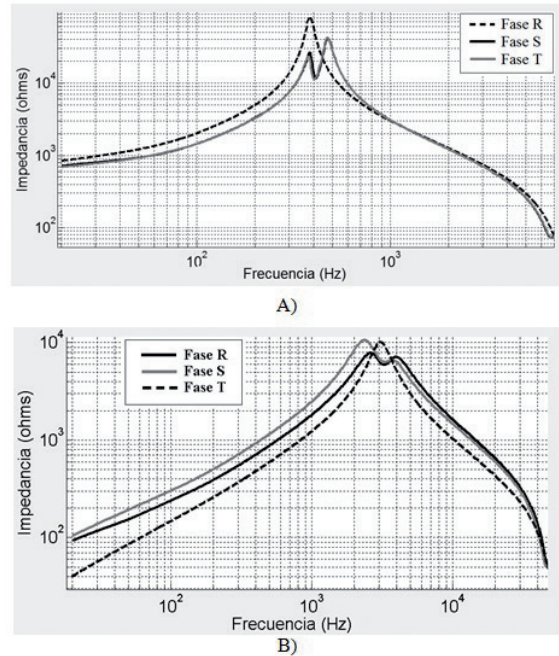 Fase R
Fase S
Fase T
10^4
10^3
10^2
Impedancia (ohms)
10^2
10^3
Frecuencia (Hz)
A)
Fase R
Fase S
Fase T
10^4
10^3
10^2
Impedancia (ohms)
10^2
10^3
10^4
Frecuencia (Hz)
B)